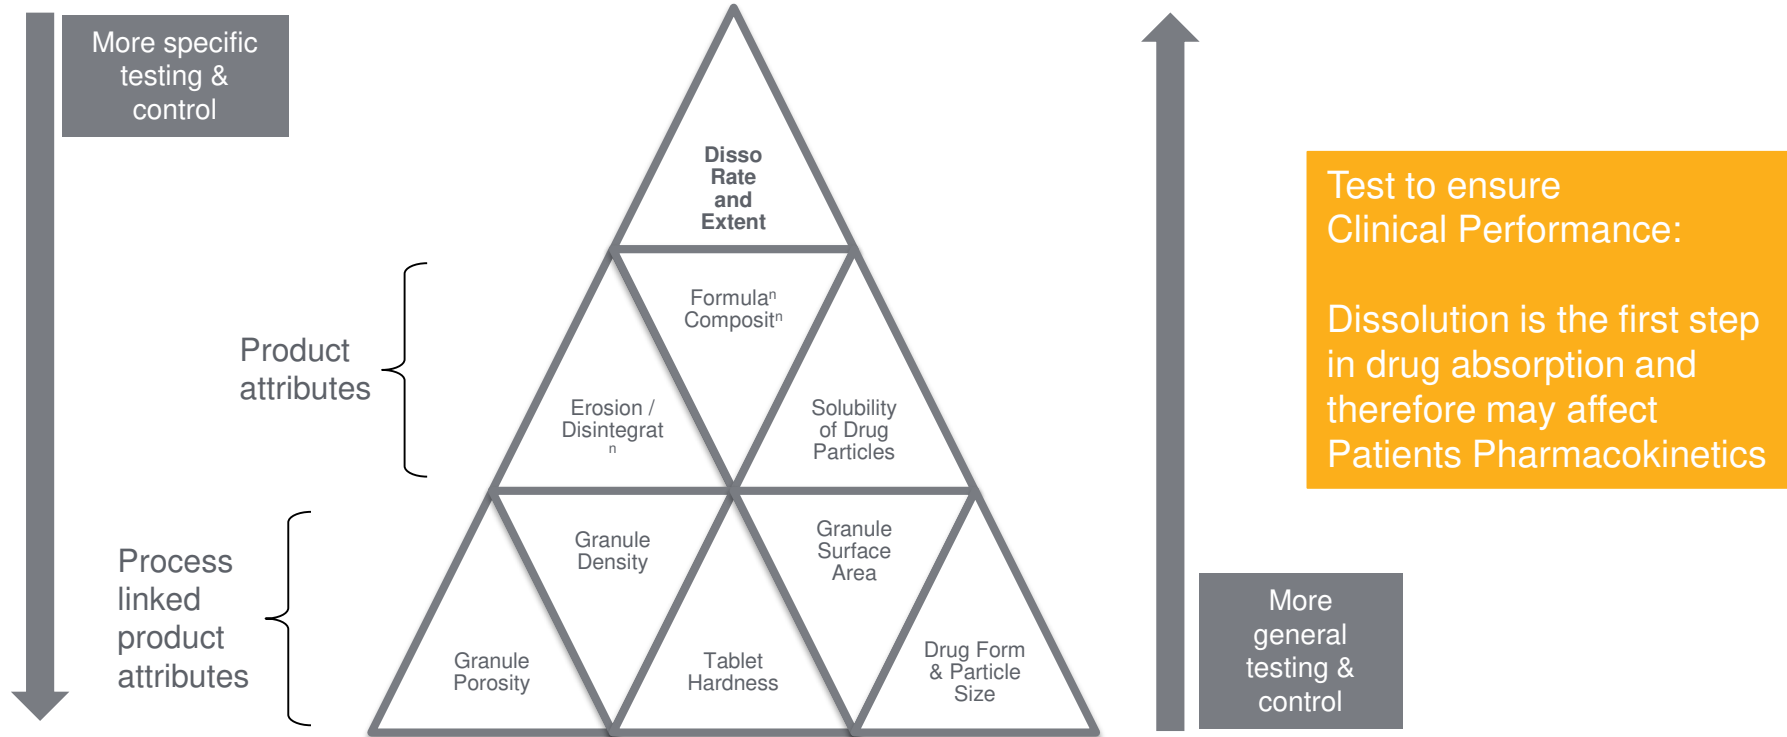 More specific
testing &
control
Disso
Rate
and
Extent
Formulaⁿ
Compositⁿ
Product
attributes
Erosion /
Disintegrat
ⁿ
Solubility
of Drug
Particles
Process
linked
product
attributes
Granule
Density
Granule
Surface
Area
Granule
Porosity
Tablet
Hardness
Drug Form
& Particle
Size
Test to ensure
Clinical Performance:
Dissolution is the first step
in drug absorption and
therefore may affect
Patients Pharmacokinetics
More
general
testing &
control